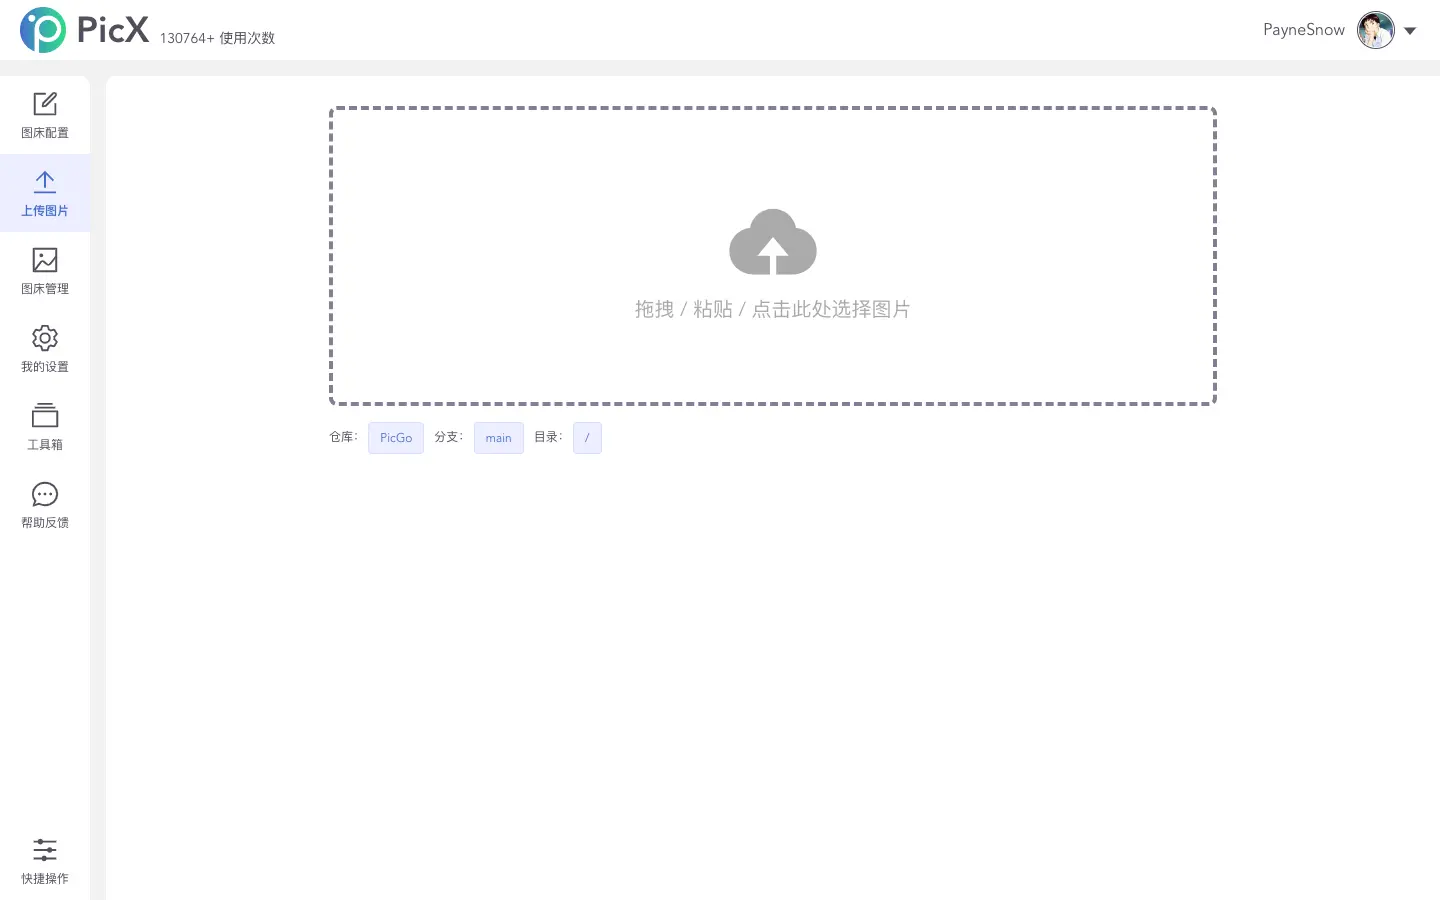 PicX 130764+ 使用次数
PayneSnow
图床配置
上传图片
图床管理
我的设置
工具箱
帮助反馈
快捷操作
拖拽 / 粘贴 / 点击此处选择图片
仓库： PicGo 分支： main 目录： /